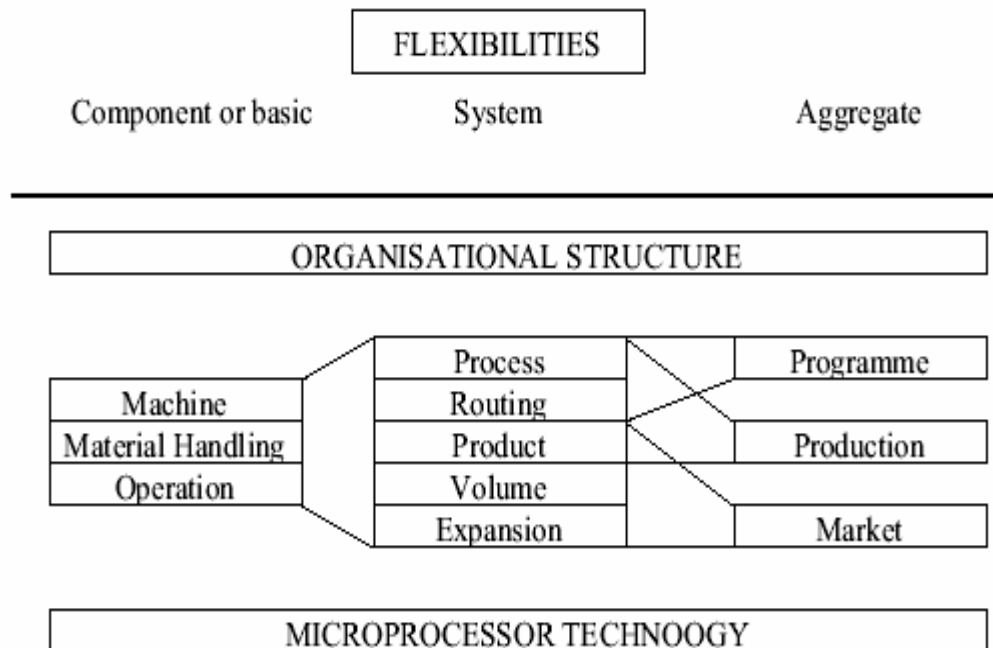 FLEXIBILITIES
Component or basic System Aggregate
ORGANISATIONAL STRUCTURE
Process Programme
Machine Routing
Material Handling Product Production
Operation Volume
Expansion Market
MICROPROCESSOR TECHNOOGY